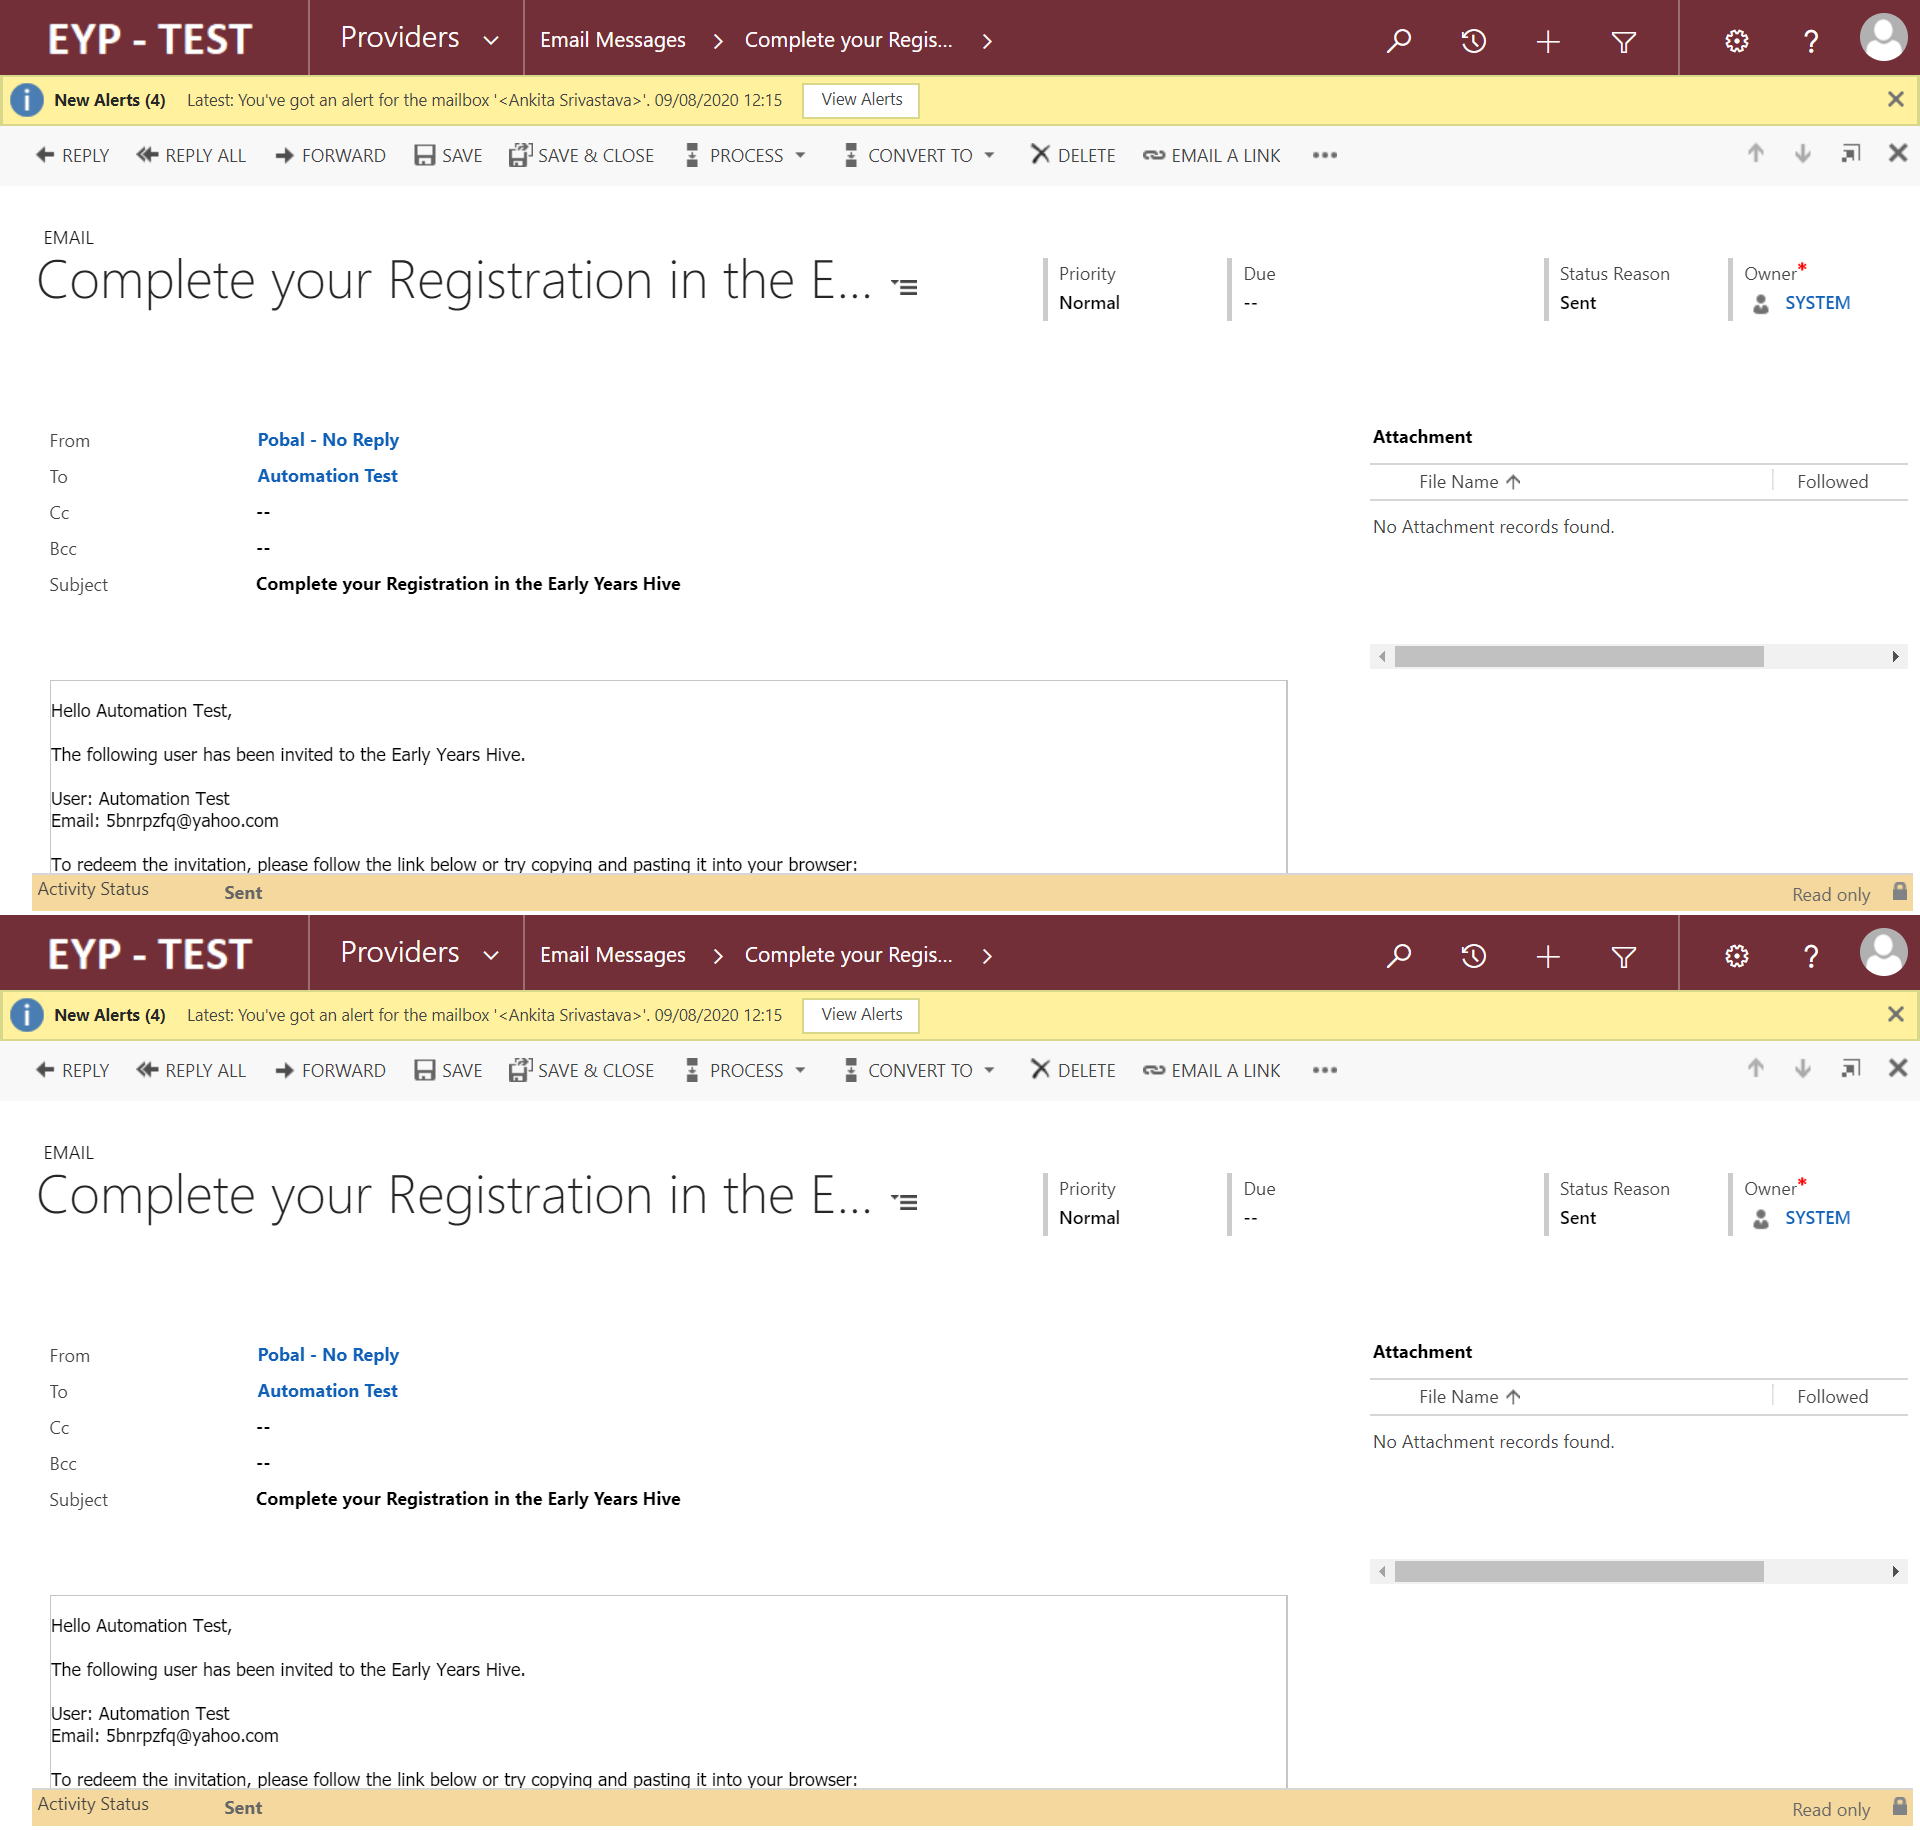 EYP - TEST Providers Email Messages Complete your Regis... ?
New Alerts (4) Latest: You've got an alert for the mailbox '<Ankita Srivastava>'. 09/08/2020 12:15 View Alerts
REPLY REPLY ALL FORWARD SAVE SAVE & CLOSE PROCESS CONVERT TO DELETE EMAIL A LINK
EMAIL
Complete your Registration in the E...
Priority Due Status Reason Owner*
Normal -- Sent SYSTEM
From Pobal - No Reply
To Automation Test
Cc --
Bcc --
Subject Complete your Registration in the Early Years Hive
Attachment
File Name Followed
No Attachment records found.
Hello Automation Test,
The following user has been invited to the Early Years Hive.
User: Automation Test
Email: 5bnrpzfq@yahoo.com
To redeem the invitation, please follow the link below or try copying and pasting it into your browser:
Activity Status Sent Read only
EYP - TEST Providers Email Messages Complete your Regis... ?
New Alerts (4) Latest: You've got an alert for the mailbox '<Ankita Srivastava>'. 09/08/2020 12:15 View Alerts
REPLY REPLY ALL FORWARD SAVE SAVE & CLOSE PROCESS CONVERT TO DELETE EMAIL A LINK
EMAIL
Complete your Registration in the E...
Priority Due Status Reason Owner*
Normal -- Sent SYSTEM
From Pobal - No Reply
To Automation Test
Cc --
Bcc --
Subject Complete your Registration in the Early Years Hive
Attachment
File Name Followed
No Attachment records found.
Hello Automation Test,
The following user has been invited to the Early Years Hive.
User: Automation Test
Email: 5bnrpzfq@yahoo.com
To redeem the invitation, please follow the link below or try copying and pasting it into your browser:
Activity Status Sent Read only